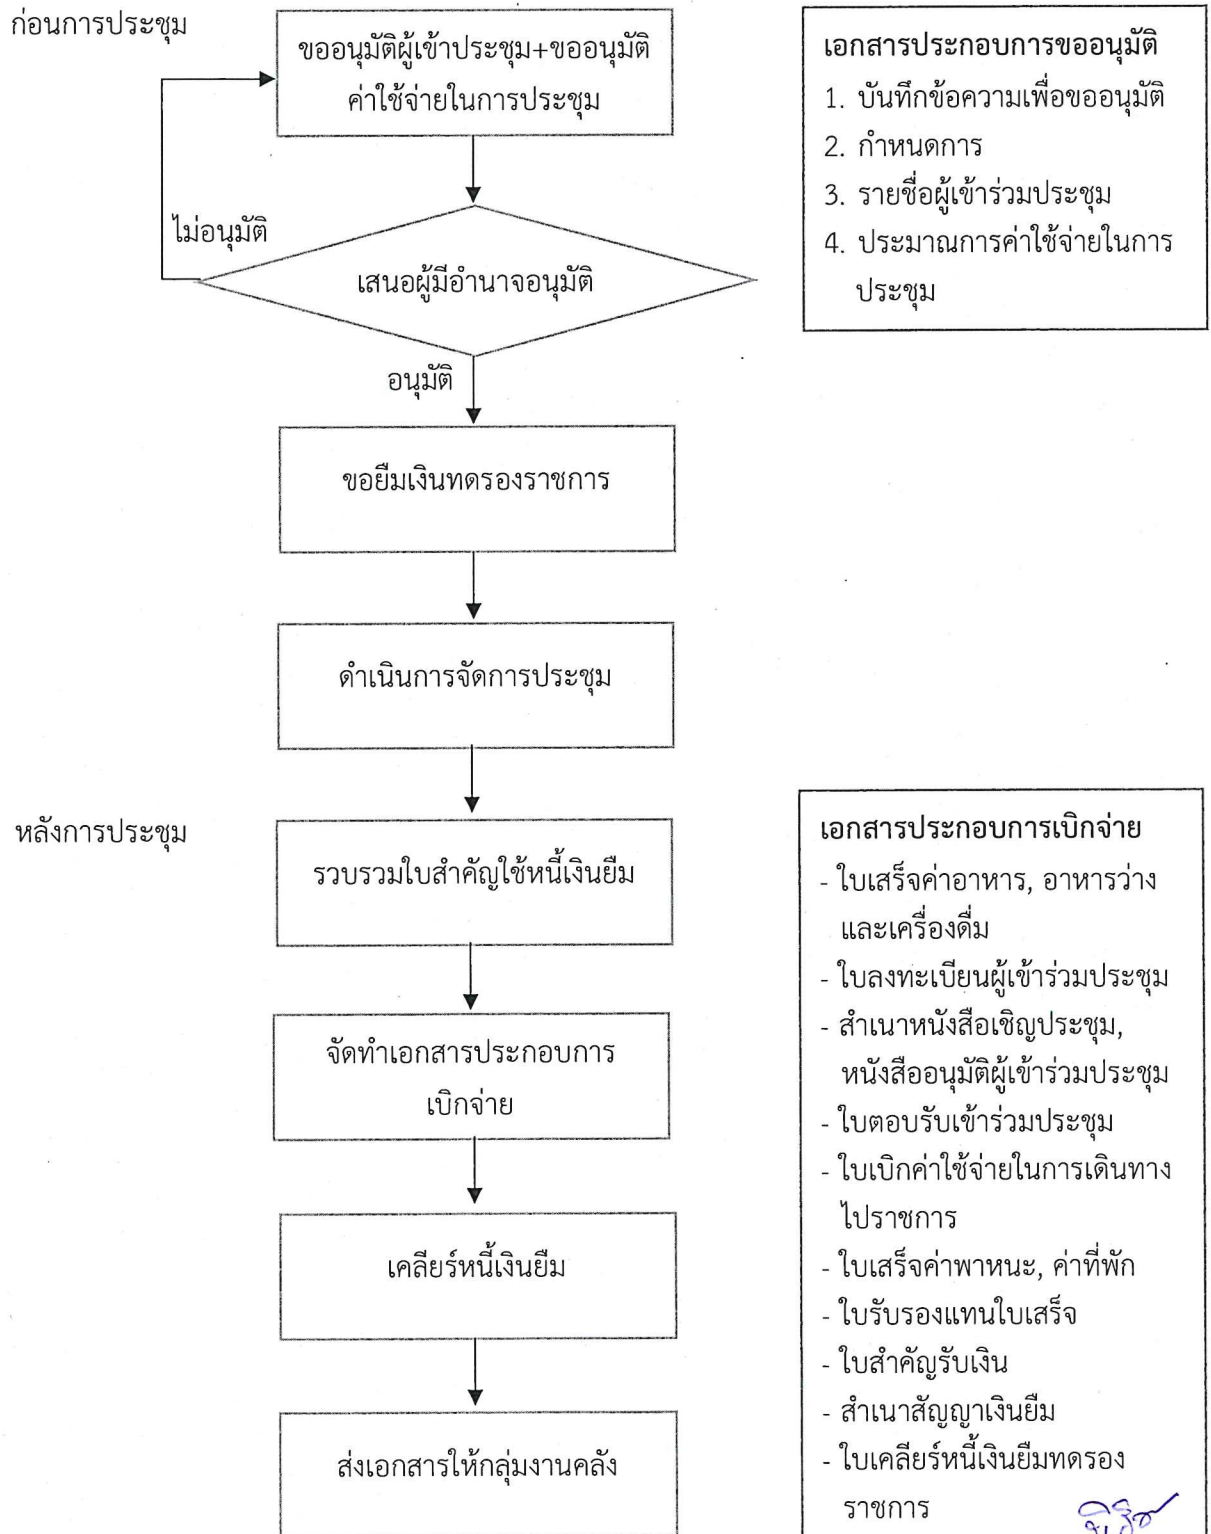 ก่อนการประชุม
ขออนุมัติผู้เข้าประชุม+ขออนุมัติ
ค่าใช้จ่ายในการประชุม
ไม่อนุมัติ
เสนอผู้มีอำนาจอนุมัติ
อนุมัติ
ขอยืมเงินทดรองราชการ
ดำเนินการจัดการประชุม
เอกสารประกอบการขออนุมัติ
1. บันทึกข้อความเพื่อขออนุมัติ
2. กำหนดการ
3. รายชื่อผู้เข้าร่วมประชุม
4. ประมาณการค่าใช้จ่ายในการ
ประชุม
หลังการประชุม
รวบรวมใบสำคัญใช้หนี้เงินยืม
จัดทำเอกสารประกอบการ
เบิกจ่าย
เคลียร์หนี้เงินยืม
ส่งเอกสารให้กลุ่มงานคลัง
เอกสารประกอบการเบิกจ่าย
- ใบเสร็จค่าอาหาร, อาหารว่าง
และเครื่องดื่ม
- ใบลงทะเบียนผู้เข้าร่วมประชุม
- สำเนาหนังสือเชิญประชุม,
หนังสืออนุมัติผู้เข้าร่วมประชุม
- ใบตอบรับเข้าร่วมประชุม
- ใบเบิกค่าใช้จ่ายในการเดินทาง
ไปราชการ
- ใบเสร็จค่าพาหนะ, ค่าที่พัก
- ใบรับรองแทนใบเสร็จ
- ใบสำคัญรับเงิน
- สำเนาสัญญาเงินยืม
- ใบเคลียร์หนี้เงินยืมทดรอง
ราชการ